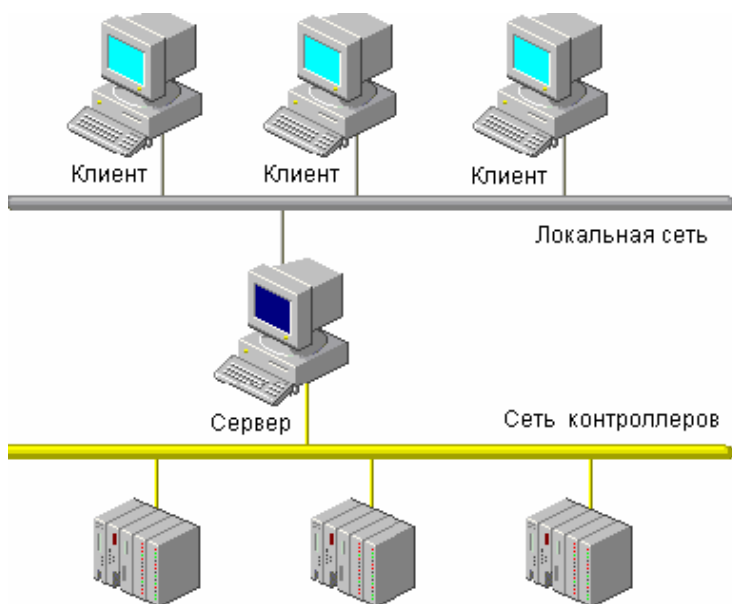 Клиент Клиент Клиент
Локальная сеть
Сервер
Сеть контроллеров